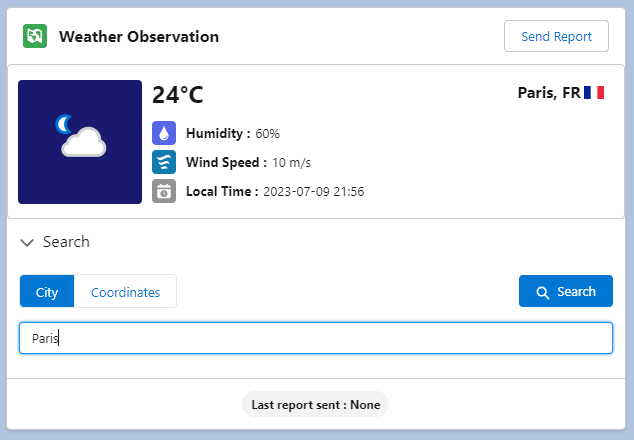 Weather Observation
Send Report
24°C
Paris, FR
Humidity : 60%
Wind Speed : 10 m/s
Local Time : 2023-07-09 21:56
Search
City
Coordinates
Search
Paris
Last report sent : None